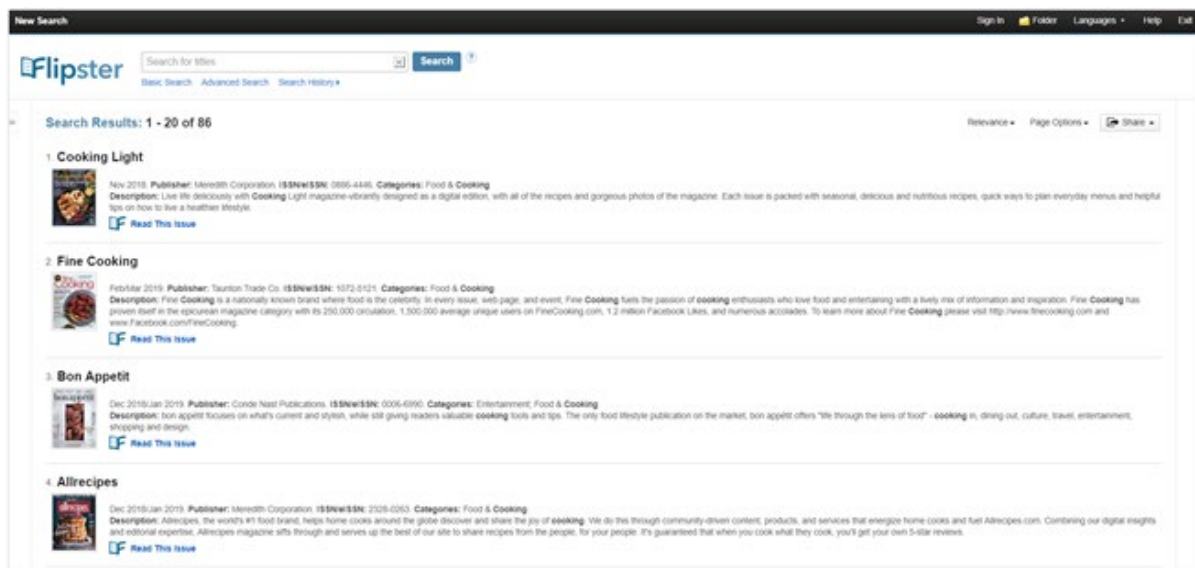 New Search
Sign In Folder Languages Help Exit
Flipster
Search for titles
Search
?
Basic Search Advanced Search Search History
Search Results: 1 - 20 of 86
Relevance Page Options Share
1. Cooking Light
Nov 2018. Publisher: Meredith Corporation. ISSN/eISSN: 0886-4446. Categories: Food & Cooking
Description: Live life deliciously with Cooking Light magazine-vibrantly designed as a digital edition, with all of the recipes and gorgeous photos of the magazine. Each issue is packed with seasonal, delicious and nutritious recipes, quick ways to plan everyday menus and helpful
tips on how to live a healthier lifestyle.
Read This Issue
2. Fine Cooking
Cooking
Feb/Mar 2019. Publisher: Taunton Trade Co. ISSN/eISSN: 1072-5121. Categories: Food & Cooking
Description: Fine Cooking is a nationally known brand where food is the celebrity. In every issue, web page, and event, Fine Cooking fuels the passion of cooking enthusiasts who love food and entertaining with a lively mix of information and inspiration. Fine Cooking has
proven itself in the epicurean magazine category with its 250,000 circulation, 1,500,000 average unique users on FineCooking.com, 1.2 million Facebook Likes, and numerous accolades. To learn more about Fine Cooking please visit http://www.finecooking.com and
www.Facebook.com/FineCooking.
Read This Issue
3. Bon Appetit
bon appétit
Dec 2018/Jan 2019. Publisher: Conde Nast Publications. ISSN/eISSN: 0006-6990. Categories: Entertainment; Food & Cooking
Description: bon appétit focuses on what's current and stylish, while still giving readers valuable cooking tools and tips. The only food lifestyle publication on the market, bon appétit offers "life through the lens of food" - cooking in, dining out, culture, travel, entertainment,
shopping and design.
Read This Issue
4. Allrecipes
allrecipes
Dec 2018/Jan 2019. Publisher: Meredith Corporation. ISSN/eISSN: 2328-0263. Categories: Food & Cooking
Description: Allrecipes, the world's #1 food brand, helps home cooks around the globe discover and share the joy of cooking. We do this through community-driven content, products, and services that energize home cooks and fuel Allrecipes.com. Combining our digital insights
and editorial expertise, Allrecipes magazine sifts through and serves up the best of our site to share recipes from the people, for your people. It's guaranteed that when you cook what they cook, you'll get your own 5-star reviews.
Read This Issue